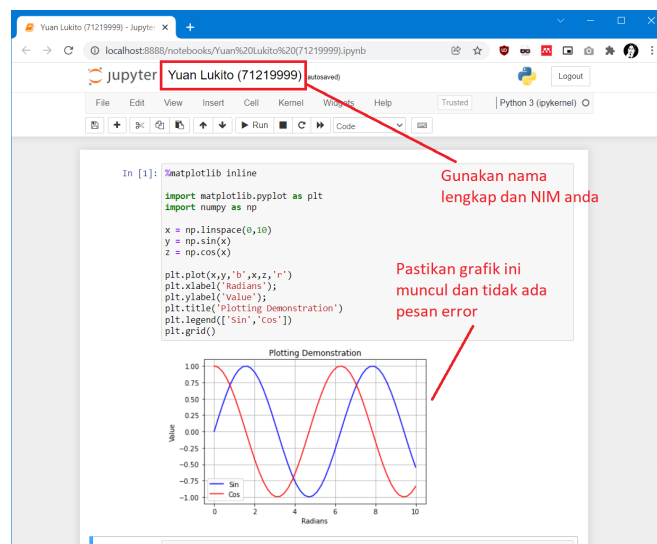 Yuan Lukito (71219999) - Jupyter
localhost:8888/notebooks/Yuan%20Lukito%20(71219999).ipynb
jupyter Yuan Lukito (71219999) (autosaved)
Logout
File Edit View Insert Cell Kernel Widgets Help Trusted Python 3 (ipykernel)
Run Code
In [1]: %matplotlib inline
import matplotlib.pyplot as plt
import numpy as np
x = np.linspace(0,10)
y = np.sin(x)
z = np.cos(x)
plt.plot(x,y,'b',x,z,'r')
plt.xlabel('Radians');
plt.ylabel('Value');
plt.title('Plotting Demonstration')
plt.legend(['Sin','Cos'])
plt.grid()
Gunakan nama
lengkap dan NIM anda
Pastikan grafik ini
muncul dan tidak ada
pesan error
Plotting Demonstration
1.00
0.75
0.50
0.25
0.00
−0.25
−0.50
−0.75
−1.00
Value
Sin
Cos
0 2 4 6 8 10
Radians